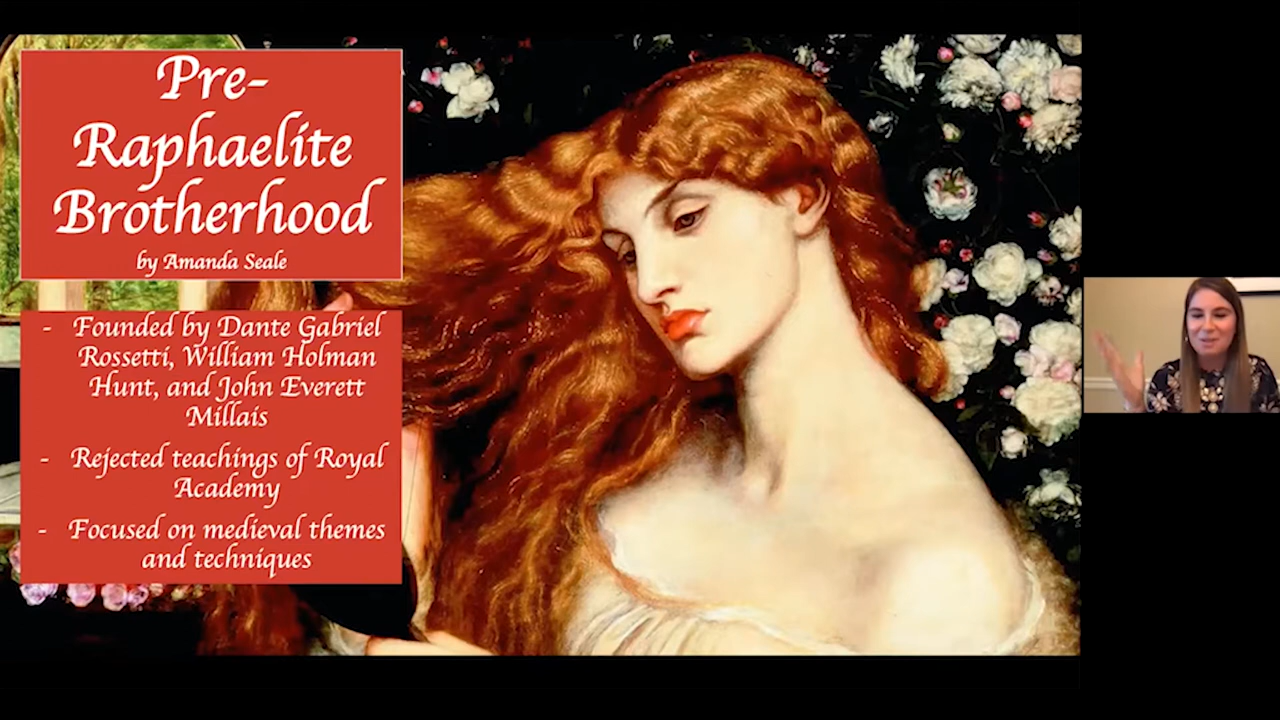 Pre-
Raphaelite
Brotherhood
by Amanda Seale
- Founded by Dante Gabriel
Rossetti, William Holman
Hunt, and John Everett
Millais
- Rejected teachings of Royal
Academy
- Focused on medieval themes
and techniques